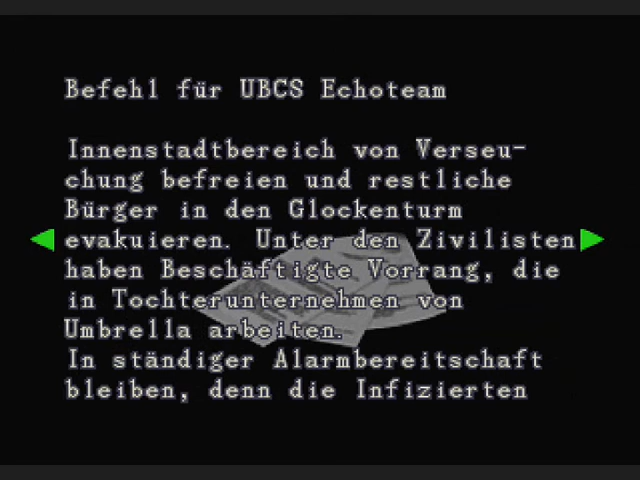 Befehl für UBCS Echoteam
Innenstadtbereich von Verseu-
chung befreien und restliche
Bürger in den Glockenturm
evakuieren. Unter den Zivilisten
haben Beschäftigte Vorrang, die
in Tochterunternehmen von
Umbrella arbeiten.
In ständiger Alarmbereitschaft
bleiben, denn die Infizierten